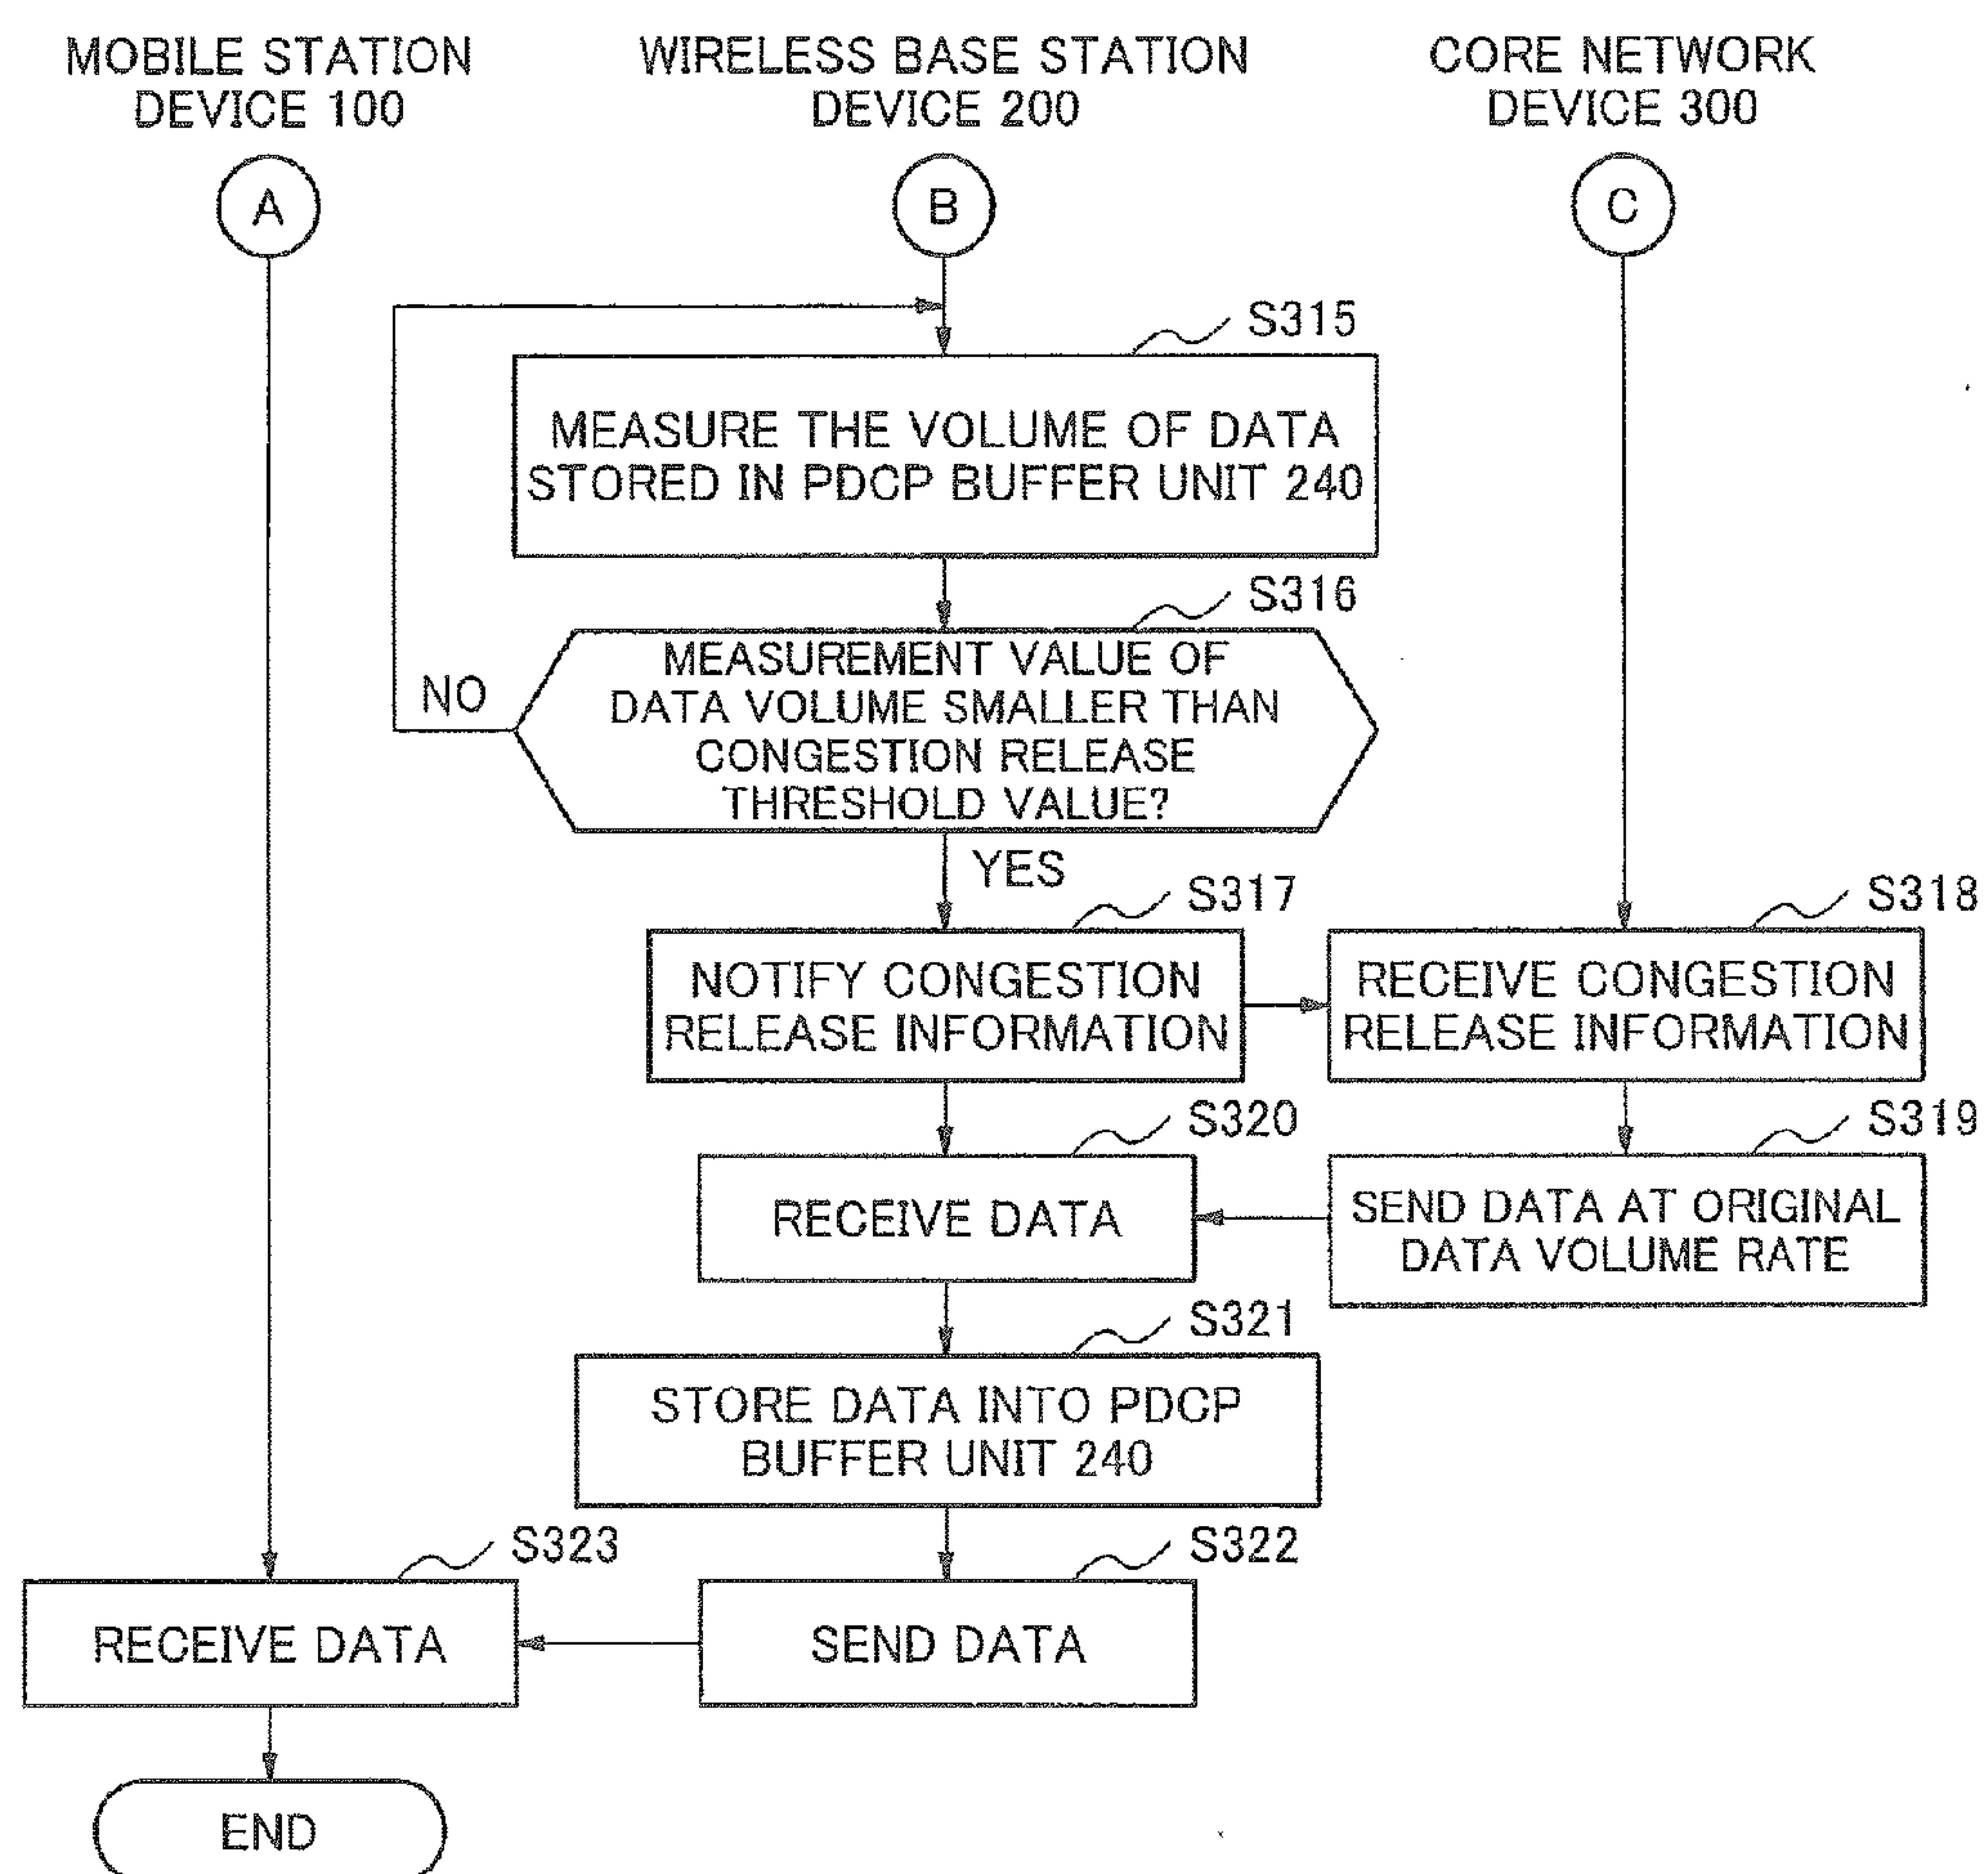 MOBILE STATION
DEVICE 100
WIRELESS BASE STATION
DEVICE 200
CORE NETWORK
DEVICE 300
A
B
C
S315
MEASURE THE VOLUME OF DATA
STORED IN PDCP BUFFER UNIT 240
S316
MEASUREMENT VALUE OF
DATA VOLUME SMALLER THAN
CONGESTION RELEASE
THRESHOLD VALUE?
NO
YES
S317
NOTIFY CONGESTION
RELEASE INFORMATION
S318
RECEIVE CONGESTION
RELEASE INFORMATION
S320
RECEIVE DATA
S319
SEND DATA AT ORIGINAL
DATA VOLUME RATE
S321
STORE DATA INTO PDCP
BUFFER UNIT 240
S323
RECEIVE DATA
S322
SEND DATA
END